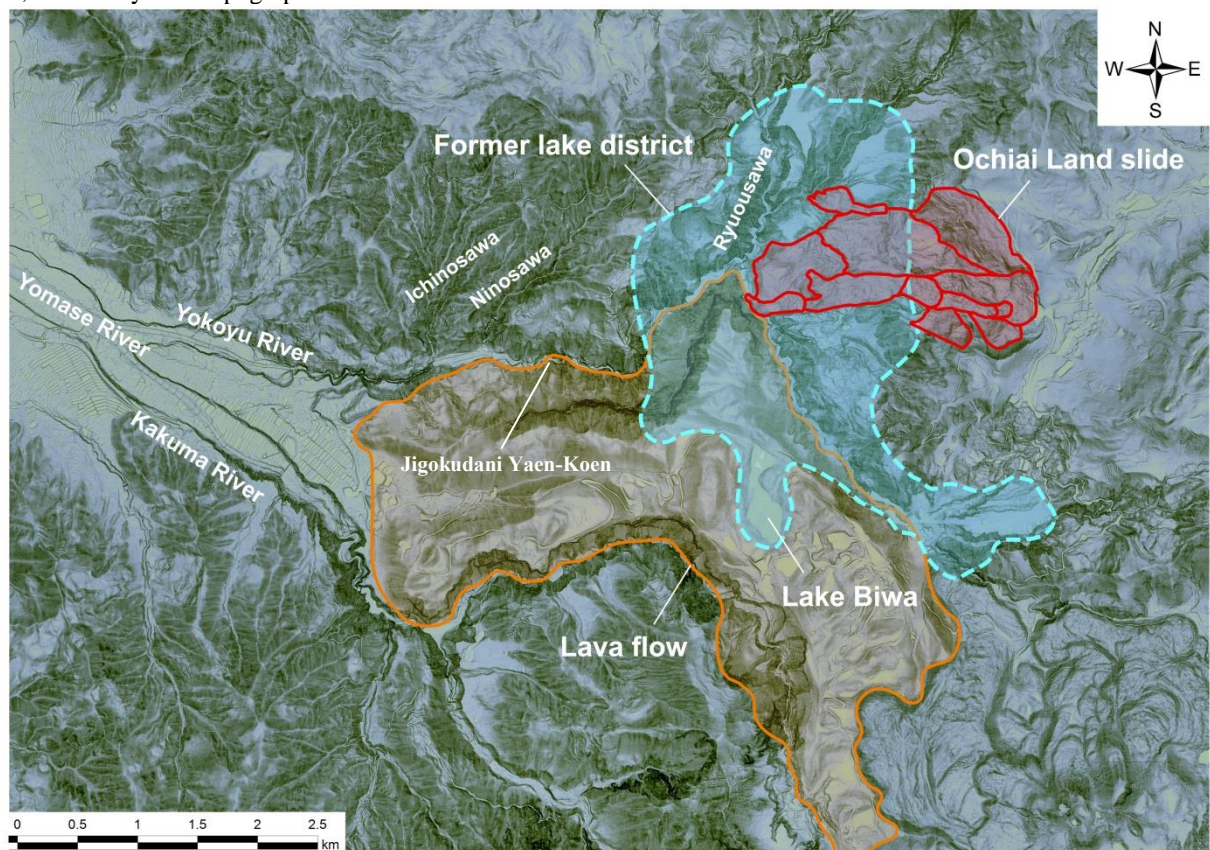 N
W E
S
Former lake district
Ochiai Land slide
Ryuousawa
Ichinosawa
Ninosawa
Yomase River
Yokoyu River
Kakuma River
Jigokudani Yaen-Koen
Lake Biwa
Lava flow
0 0.5 1 1.5 2 2.5
km